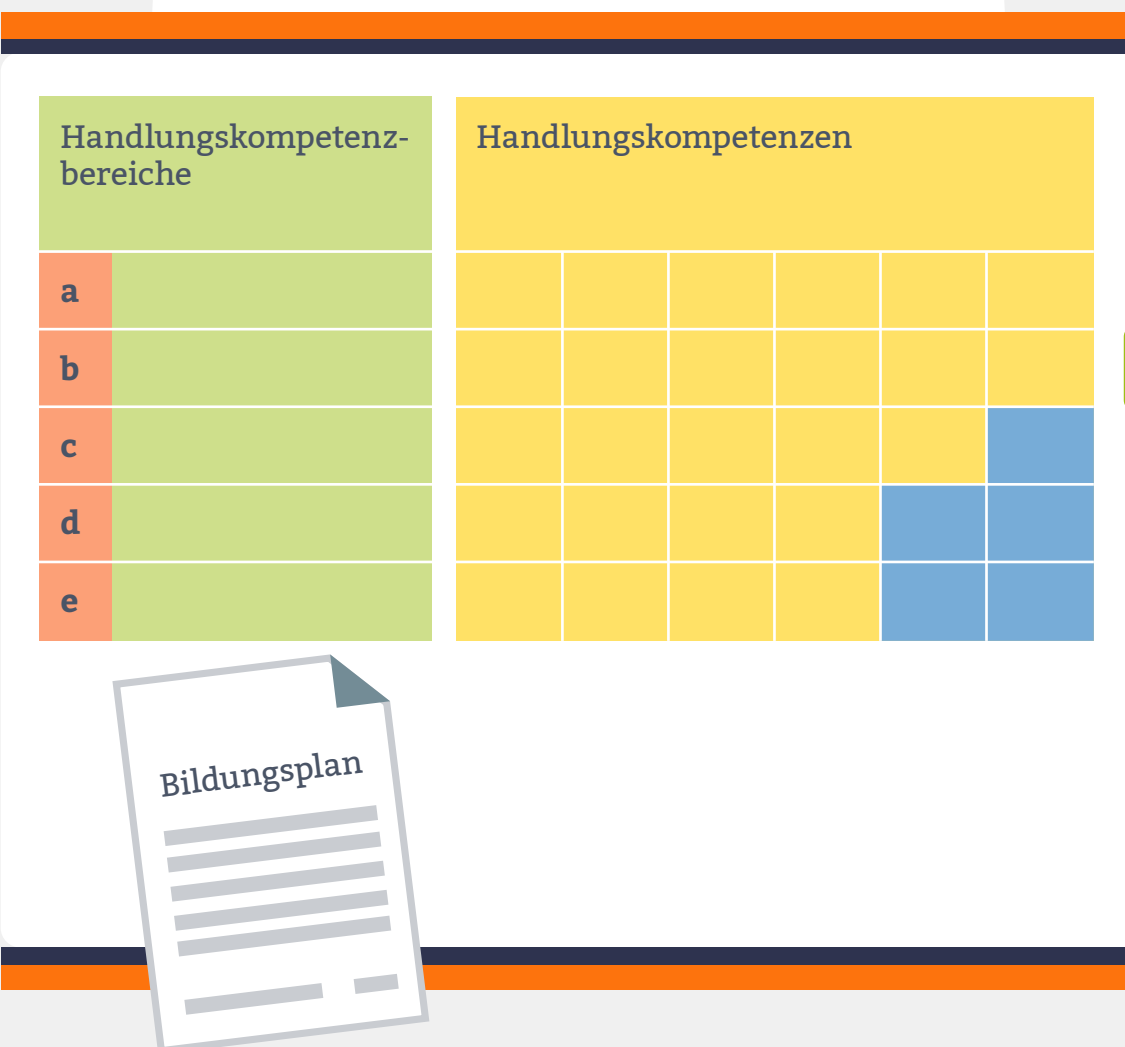 Handlungskompetenz-
bereiche
Handlungskompetenzen
a
b
c
d
e
Bildungsplan